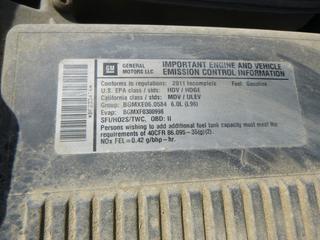 GM
GENERAL MOTORS LLC
IMPORTANT ENGINE AND VEHICLE
EMISSION CONTROL INFORMATION
Conforms to regulations: 2011 Incomplete Fuel: Gasoline
U.S. EPA class / stds: HDV / HDGE
California class / stds: MDV / ULEV
Group: BGMXE06.0584 6.0L (L96)
Evap:
SFI/HO2S/TWC, OBD: II
Persons wishing to add additional fuel tank capacity must meet the
requirements of 40CFR 86.095-35(g)(2).
NOx FEL=0.42 g/bhp-hr.